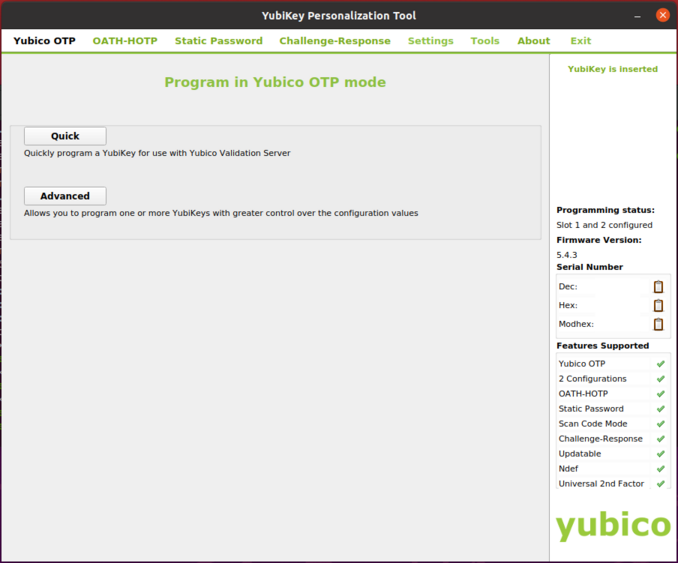 YubiKey Personalization Tool
Yubico OTP OATH-HOTP Static Password Challenge-Response Settings Tools About Exit
Program in Yubico OTP mode
Quick
Quickly program a YubiKey for use with Yubico Validation Server
Advanced
Allows you to program one or more YubiKeys with greater control over the configuration values
YubiKey is inserted
Programming status:
Slot 1 and 2 configured
Firmware Version:
5.4.3
Serial Number
Dec:
Hex:
Modhex:
Features Supported
Yubico OTP
2 Configurations
OATH-HOTP
Static Password
Scan Code Mode
Challenge-Response
Updatable
Ndef
Universal 2nd Factor
yubico